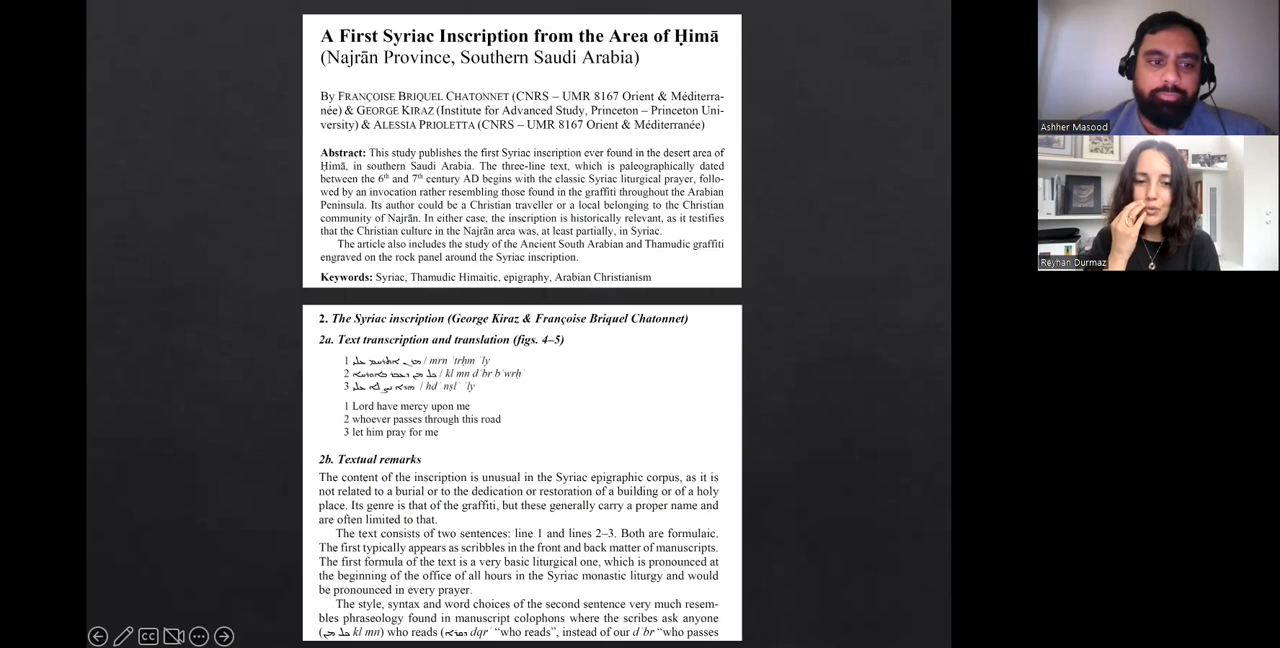 A First Syriac Inscription from the Area of Ḥimā
(Najrān Province, Southern Saudi Arabia)
By FRANÇOISE BRIQUEL CHATONNET (CNRS – UMR 8167 Orient & Méditerra-
née) & GEORGE KIRAZ (Institute for Advanced Study, Princeton – Princeton Uni-
versity) & ALESSIA PRIOLETTA (CNRS – UMR 8167 Orient & Méditerranée)
Abstract: This study publishes the first Syriac inscription ever found in the desert area of
Ḥimā, in southern Saudi Arabia. The three-line text, which is paleographically dated
between the 6th and 7th century AD begins with the classic Syriac liturgical prayer, follo-
wed by an invocation rather resembling those found in the graffiti throughout the Arabian
Peninsula. Its author could be a Christian traveller or a local belonging to the Christian
community of Najrān. In either case, the inscription is historically relevant, as it testifies
that the Christian culture in the Najrān area was, at least partially, in Syriac.
The article also includes the study of the Ancient South Arabian and Thamudic graffiti
engraved on the rock panel around the Syriac inscription.
Keywords: Syriac, Thamudic Himaitic, epigraphy, Arabian Christianism
2. The Syriac inscription (George Kiraz & Françoise Briquel Chatonnet)
2a. Text transcription and translation (figs. 4–5)
1 ܡܪܢ ܐܬܪܚܡ ܥܠܝ / mrn ʾtrḥm ʿly
2 ܟܠ ܡܢ ܕܥܒܪ ܒܐܘܪܚܐ / kl mn dʿbr bʾwrḥʾ
3 ܗܕܐ ܢܨܠܐ ܥܠܝ / hdʾ nṣlʾ ʿly
1 Lord have mercy upon me
2 whoever passes through this road
3 let him pray for me
2b. Textual remarks
The content of the inscription is unusual in the Syriac epigraphic corpus, as it is
not related to a burial or to the dedication or restoration of a building or of a holy
place. Its genre is that of the graffiti, but these generally carry a proper name and
are often limited to that.
The text consists of two sentences: line 1 and lines 2–3. Both are formulaic.
The first typically appears as scribbles in the front and back matter of manuscripts.
The first formula of the text is a very basic liturgical one, which is pronounced at
the beginning of the office of all hours in the Syriac monastic liturgy and would
be pronounced in every prayer.
The style, syntax and word choices of the second sentence very much resem-
bles phraseology found in manuscript colophons where the scribes ask anyone
(ܟܠ ܡܢ kl mn) who reads (ܕܩܪܐ dqrʾ “who reads”, instead of our dʿbr “who passes
Ashher Masood
Reyhan Durmaz
CC